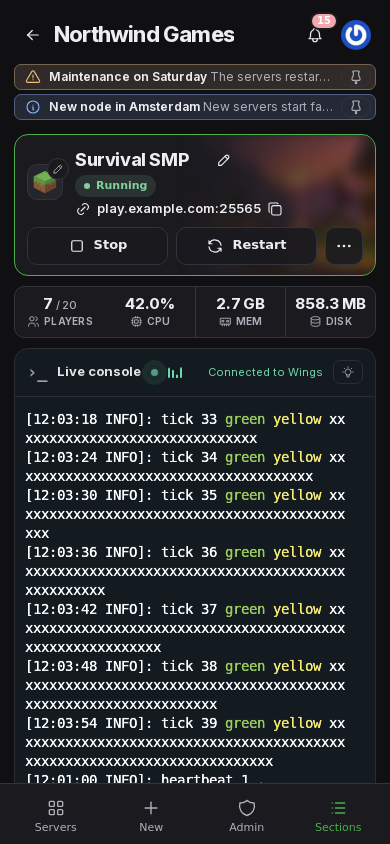 Northwind Games
15
Maintenance on Saturday The servers restar…
New node in Amsterdam New servers start fa…
Survival SMP
Running
play.example.com:25565
Stop
Restart
7 / 20
PLAYERS
42.0%
CPU
2.7 GB
MEM
858.3 MB
DISK
Live console
Connected to Wings
[12:03:18 INFO]: tick 33 green yellow xx
xxxxxxxxxxxxxxxxxxxxxxxxxxxxx
[12:03:24 INFO]: tick 34 green yellow xx
xxxxxxxxxxxxxxxxxxxxxxxxxxxxxxxxxxxx
[12:03:30 INFO]: tick 35 green yellow xx
xxxxxxxxxxxxxxxxxxxxxxxxxxxxxxxxxxxxxxxx
xxx
[12:03:36 INFO]: tick 36 green yellow xx
xxxxxxxxxxxxxxxxxxxxxxxxxxxxxxxxxxxxxxxx
xxxxxxxxxx
[12:03:42 INFO]: tick 37 green yellow xx
xxxxxxxxxxxxxxxxxxxxxxxxxxxxxxxxxxxxxxxx
xxxxxxxxxxxxxxxxx
[12:03:48 INFO]: tick 38 green yellow xx
xxxxxxxxxxxxxxxxxxxxxxxxxxxxxxxxxxxxxxxx
xxxxxxxxxxxxxxxxxxxxxxxx
[12:03:54 INFO]: tick 39 green yellow xx
xxxxxxxxxxxxxxxxxxxxxxxxxxxxxxxxxxxxxxxx
xxxxxxxxxxxxxxxxxxxxxxxxxxxxxxx
[12:01:00 INFO]: heartbeat 1 .
Servers
New
Admin
Sections